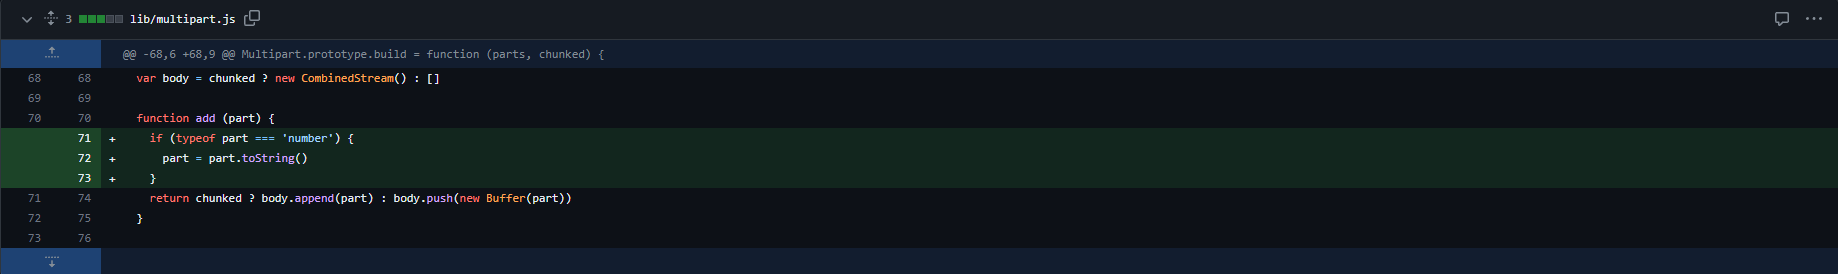 3 lib/multipart.js
@@ -68,6 +68,9 @@ Multipart.prototype.build = function (parts, chunked) {
68 68 var body = chunked ? new CombinedStream() : []
69 69
70 70 function add (part) {
71 + if (typeof part === 'number') {
72 + part = part.toString()
73 + }
71 74 return chunked ? body.append(part) : body.push(new Buffer(part))
72 75 }
73 76